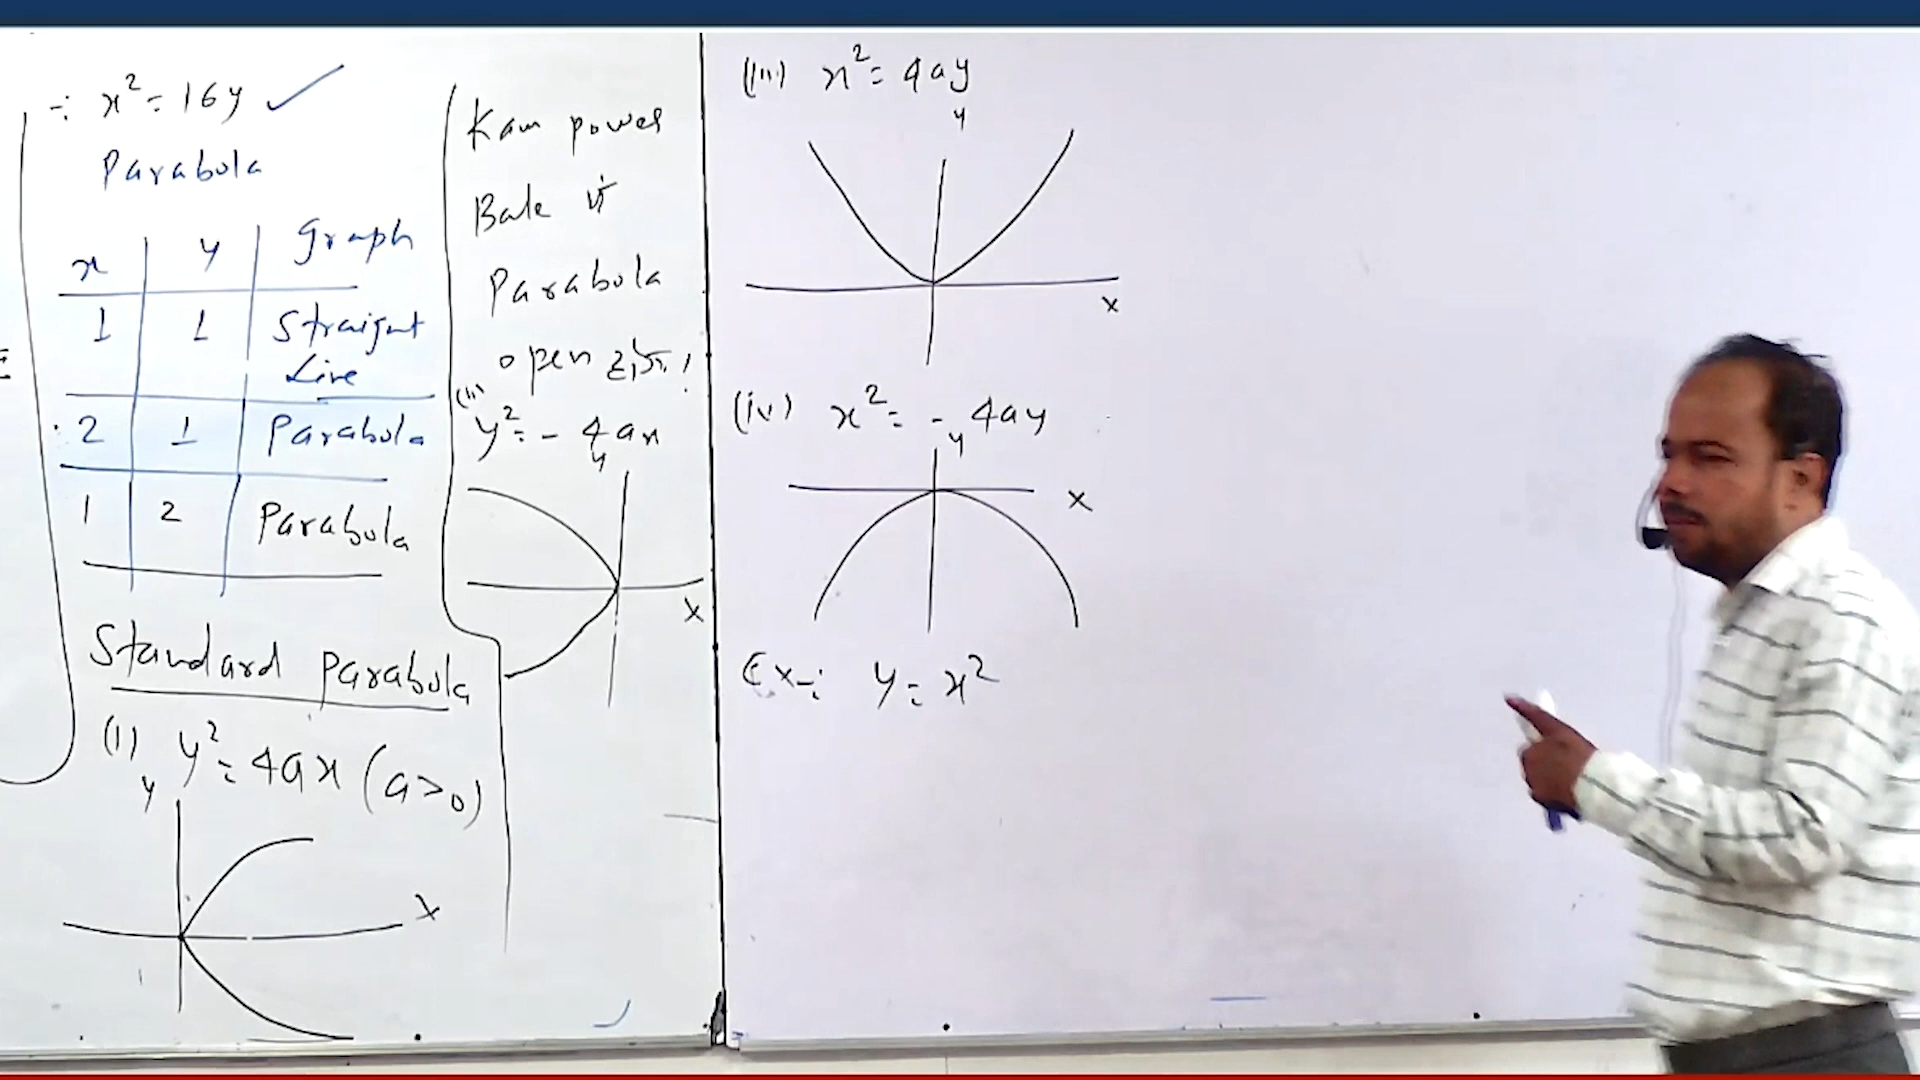 ∴ x² = 16y ✓
Parabola
x y Graph
1 1 Straight Line
2 1 Parabola
1 2 Parabola
Standard Parabola
(i) y² = 4ax (a>0)
y
x
Kam power
Bale में
Parabola
open होगा!
(ii)
y² = - 4ax
y
x
(iii) x² = 4ay
y
x
(iv) x² = - 4ay
y
x
Ex-: y = x²